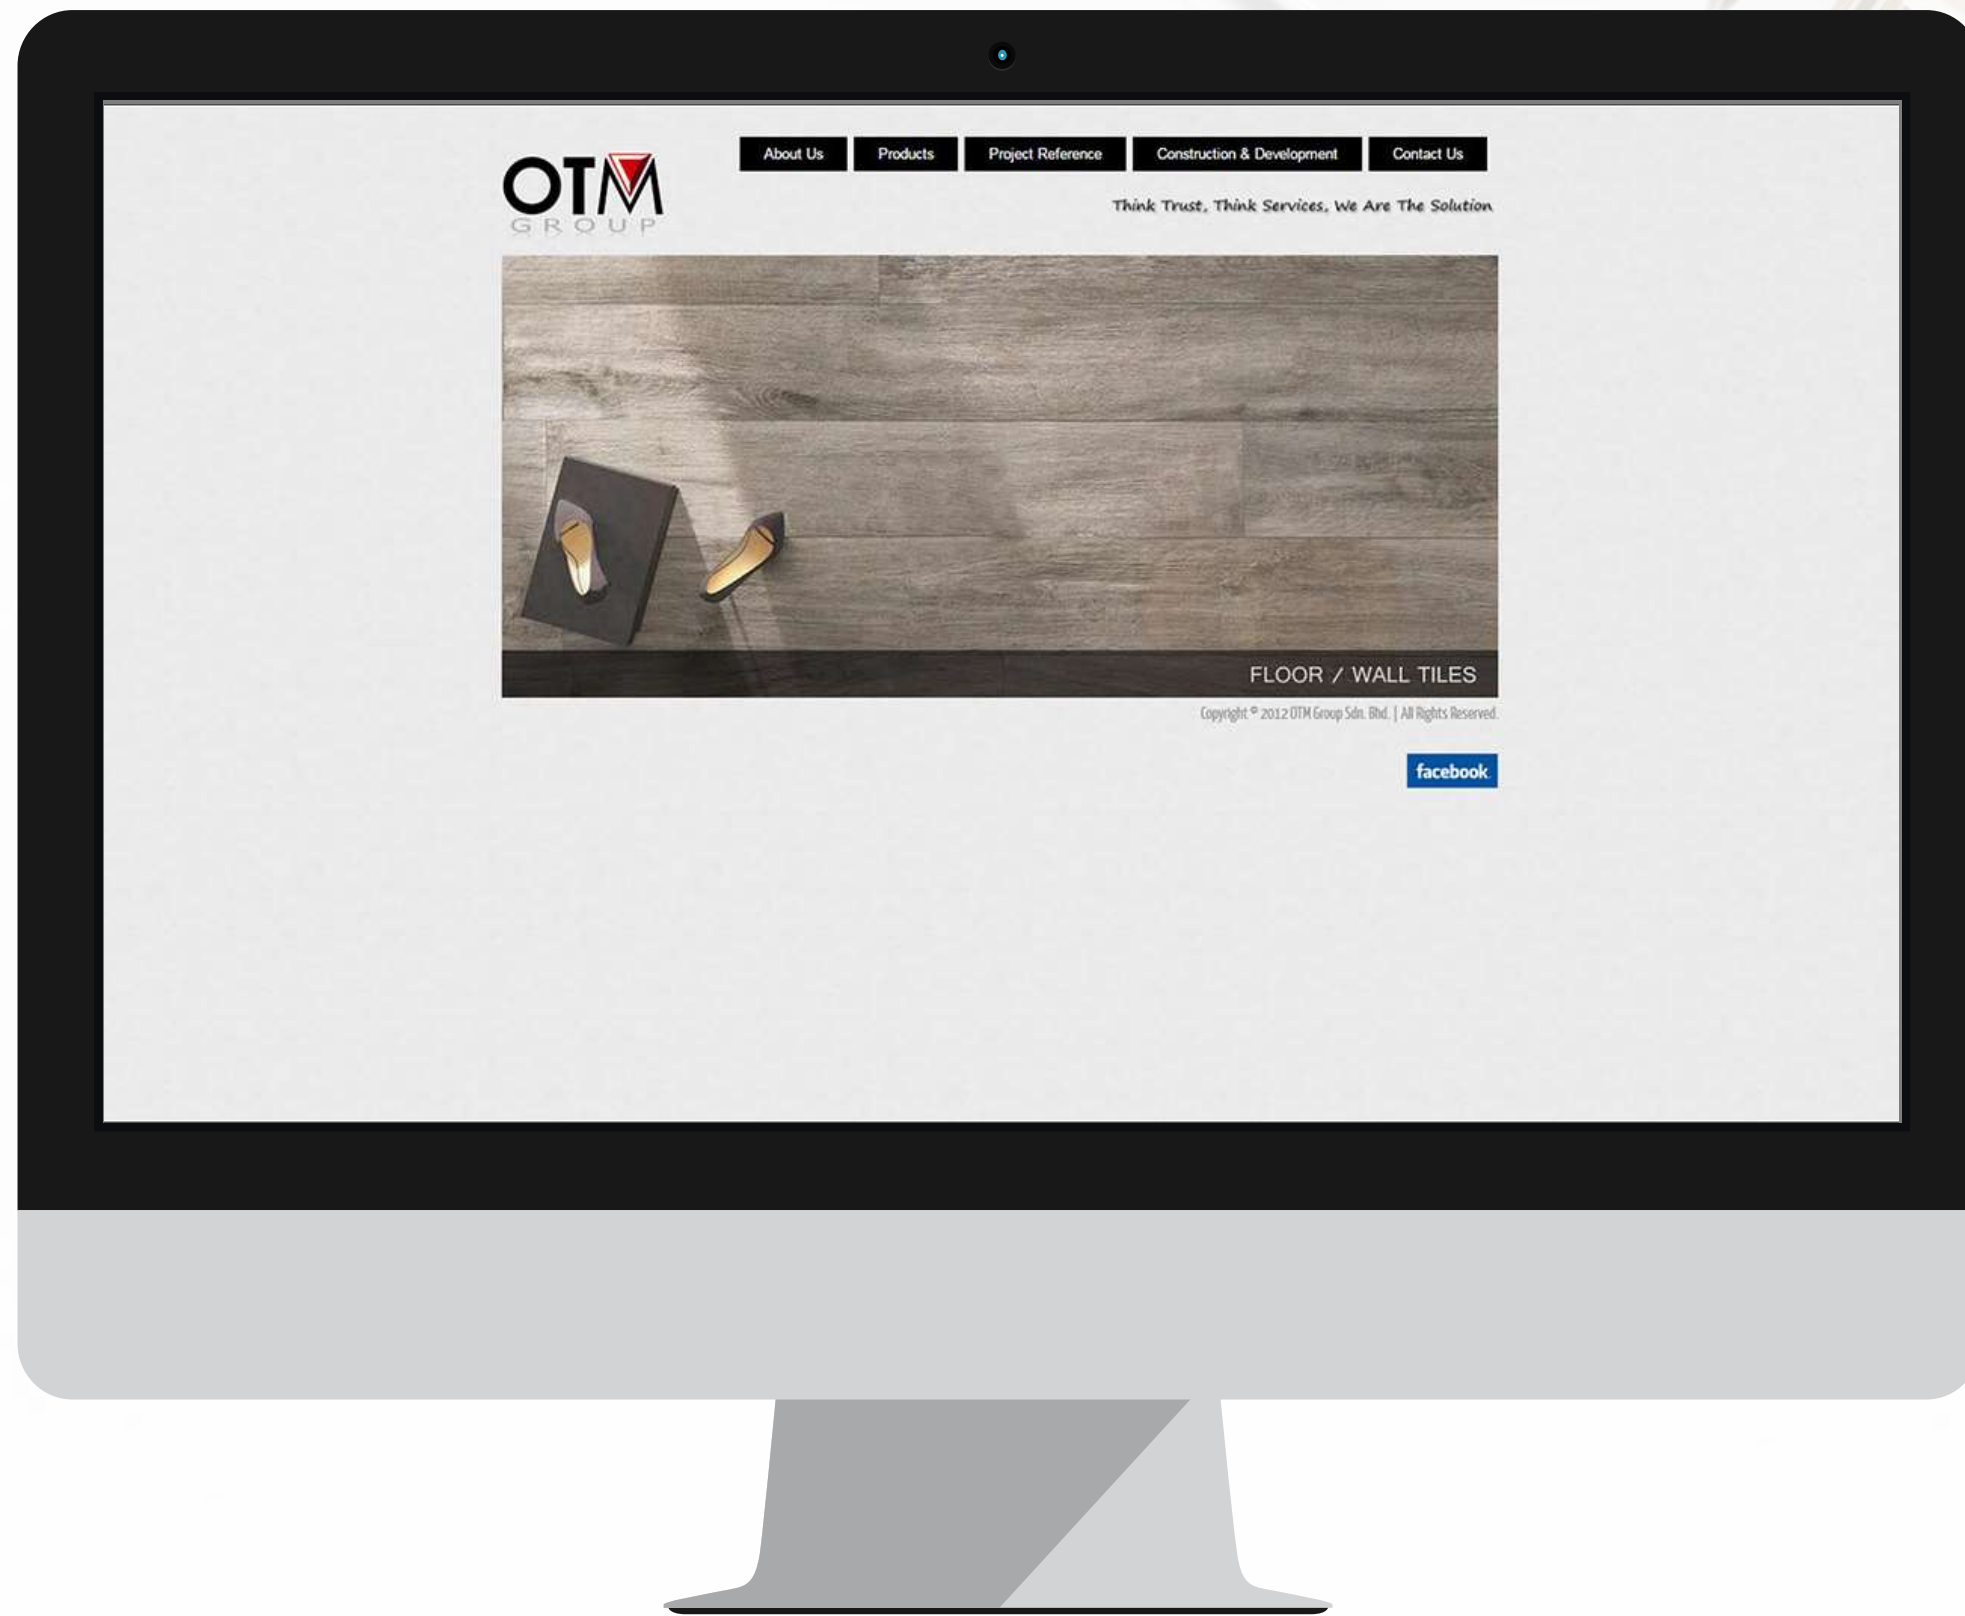 OTM
GROUP
About Us Products Project Reference Construction & Development Contact Us
Think Trust, Think Services, We Are The Solution
FLOOR / WALL TILES
Copyright © 2012 OTM Group Sdn. Bhd. | All Rights Reserved.
facebook